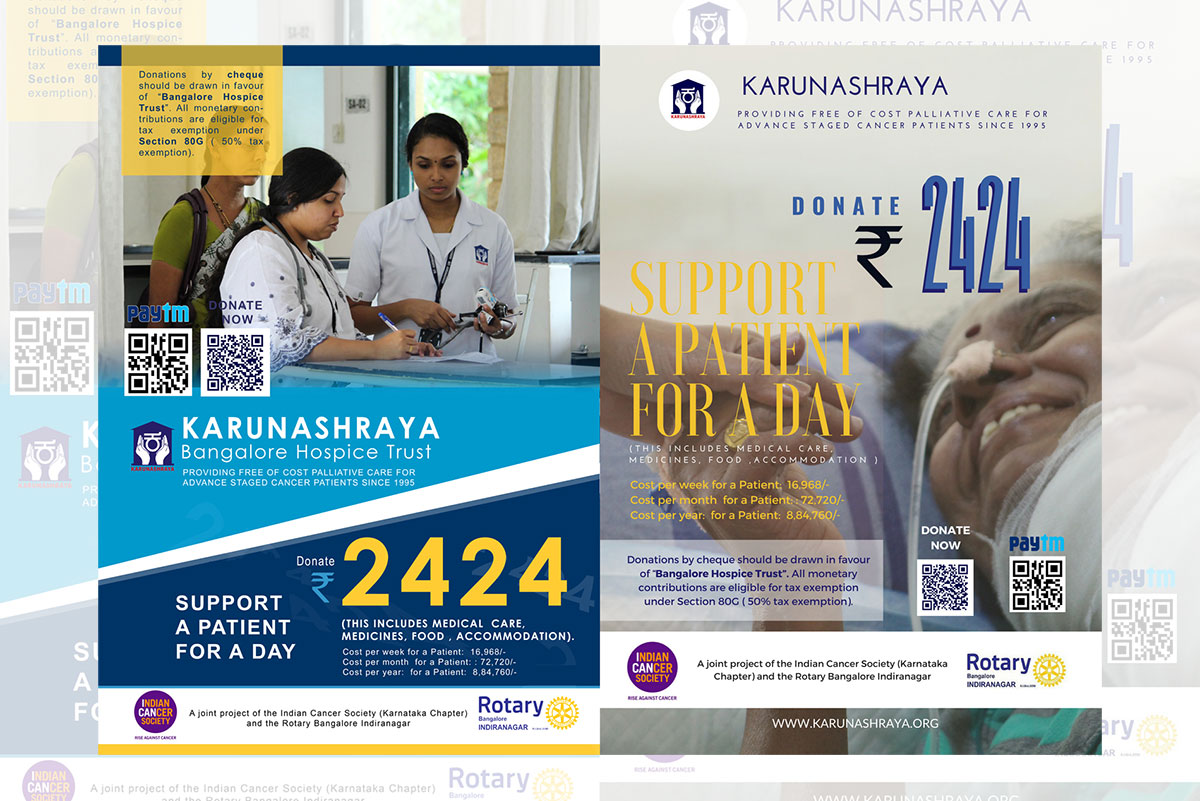 Donations by cheque
should be drawn in favour
of "Bangalore Hospice
Trust". All monetary con-
tributions are eligible for
tax exemption under
Section 80G ( 50% tax
exemption).
SA-02
paytm
DONATE
NOW
KARUNASHRAYA
KARUNASHRAYA
Bangalore Hospice Trust
PROVIDING FREE OF COST PALLIATIVE CARE FOR
ADVANCE STAGED CANCER PATIENTS SINCE 1995
Donate
₹ 2424
SUPPORT
A PATIENT
FOR A DAY
(THIS INCLUDES MEDICAL CARE,
MEDICINES, FOOD , ACCOMMODATION).
Cost per week for a Patient: 16,968/-
Cost per month for a Patient: : 72,720/-
Cost per year: for a Patient: 8,84,760/-
INDIAN
CANCER
SOCIETY
RISE AGAINST CANCER
A joint project of the Indian Cancer Society (Karnataka Chapter)
and the Rotary Bangalore Indiranagar
Rotary
Bangalore
INDIRANAGAR
KARUNASHRAYA
KARUNASHRAYA
PROVIDING FREE OF COST PALLIATIVE CARE FOR
ADVANCE STAGED CANCER PATIENTS SINCE 1995
DONATE
₹ 2424
SUPPORT
A PATIENT
FOR A DAY
(THIS INCLUDES MEDICAL CARE,
MEDICINES, FOOD ,ACCOMMODATION )
Cost per week for a Patient: 16,968/-
Cost per month for a Patient: : 72,720/-
Cost per year: for a Patient: 8,84,760/-
DONATE
NOW
paytm
Donations by cheque should be drawn in favour
of "Bangalore Hospice Trust". All monetary
contributions are eligible for tax exemption
under Section 80G ( 50% tax exemption).
INDIAN
CANCER
SOCIETY
RISE AGAINST CANCER
A joint project of the Indian Cancer Society (Karnataka
Chapter) and the Rotary Bangalore Indiranagar
Rotary
Bangalore
INDIRANAGAR
WWW.KARUNASHRAYA.ORG